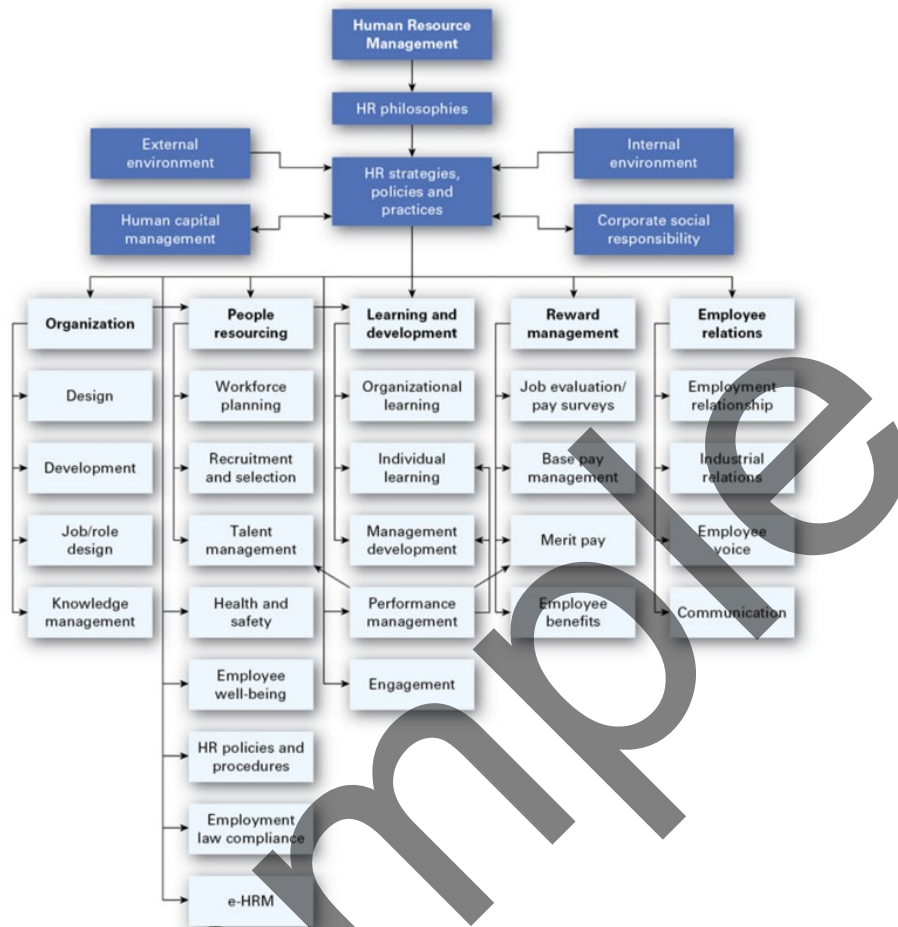 Human Resource
Management
HR philosophies
External
environment
Internal
environment
HR strategies,
policies and
practices
Human capital
management
Corporate social
responsibility
Organization
People
resourcing
Learning and
development
Reward
management
Employee
relations
Design
Workforce
planning
Organizational
learning
Job evaluation/
pay surveys
Employment
relationship
Development
Recruitment
and selection
Individual
learning
Base pay
management
Industrial
relations
Job/role
design
Talent
management
Management
development
Merit pay
Employee
voice
Knowledge
management
Health and
safety
Performance
management
Employee
benefits
Communication
Employee
well-being
Engagement
HR policies and
procedures
Employment
law compliance
e-HRM
mple